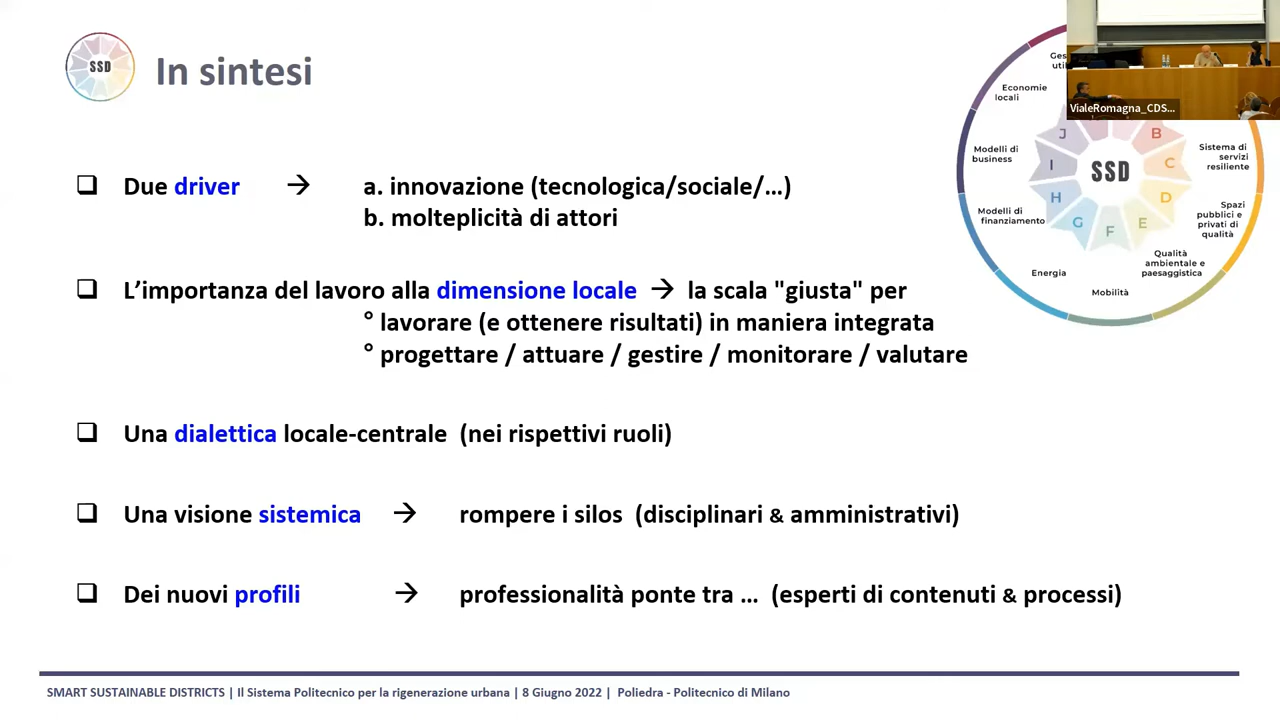 SSD
In sintesi
❑ Due driver → a. innovazione (tecnologica/sociale/...)
b. molteplicità di attori
❑ L'importanza del lavoro alla dimensione locale → la scala "giusta" per
° lavorare (e ottenere risultati) in maniera integrata
° progettare / attuare / gestire / monitorare / valutare
❑ Una dialettica locale-centrale (nei rispettivi ruoli)
❑ Una visione sistemica → rompere i silos (disciplinari & amministrativi)
❑ Dei nuovi profili → professionalità ponte tra ... (esperti di contenuti & processi)
Economie
locali
Modelli di
business
Modelli di
finanziamento
Energia
Mobilità
Qualità
ambientale e
paesaggistica
Spazi
pubblici e
privati di
qualità
Sistema di
servizi
resiliente
J
I
H
G
F
E
D
C
B
SSD
VialeRomagna_CDS...
SMART SUSTAINABLE DISTRICTS | Il Sistema Politecnico per la rigenerazione urbana | 8 Giugno 2022 | Poliedra - Politecnico di Milano